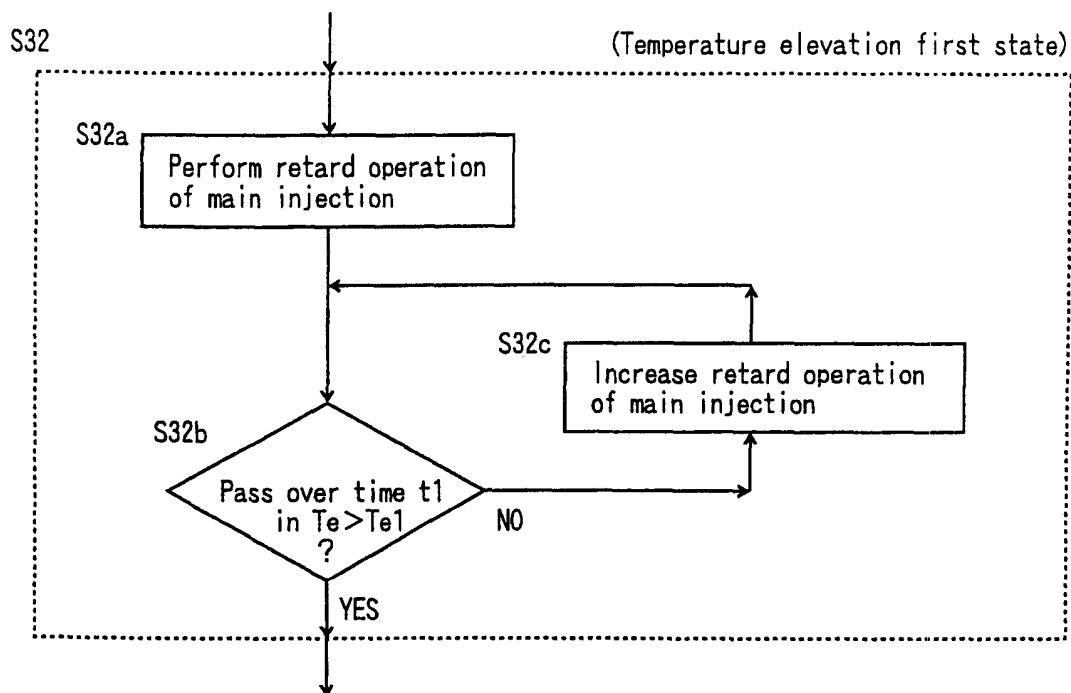 S32
(Temperature elevation first state)
S32a
Perform retard operation
of main injection
S32c
Increase retard operation
of main injection
S32b
Pass over time t1
in Te>Te1
?
NO
YES